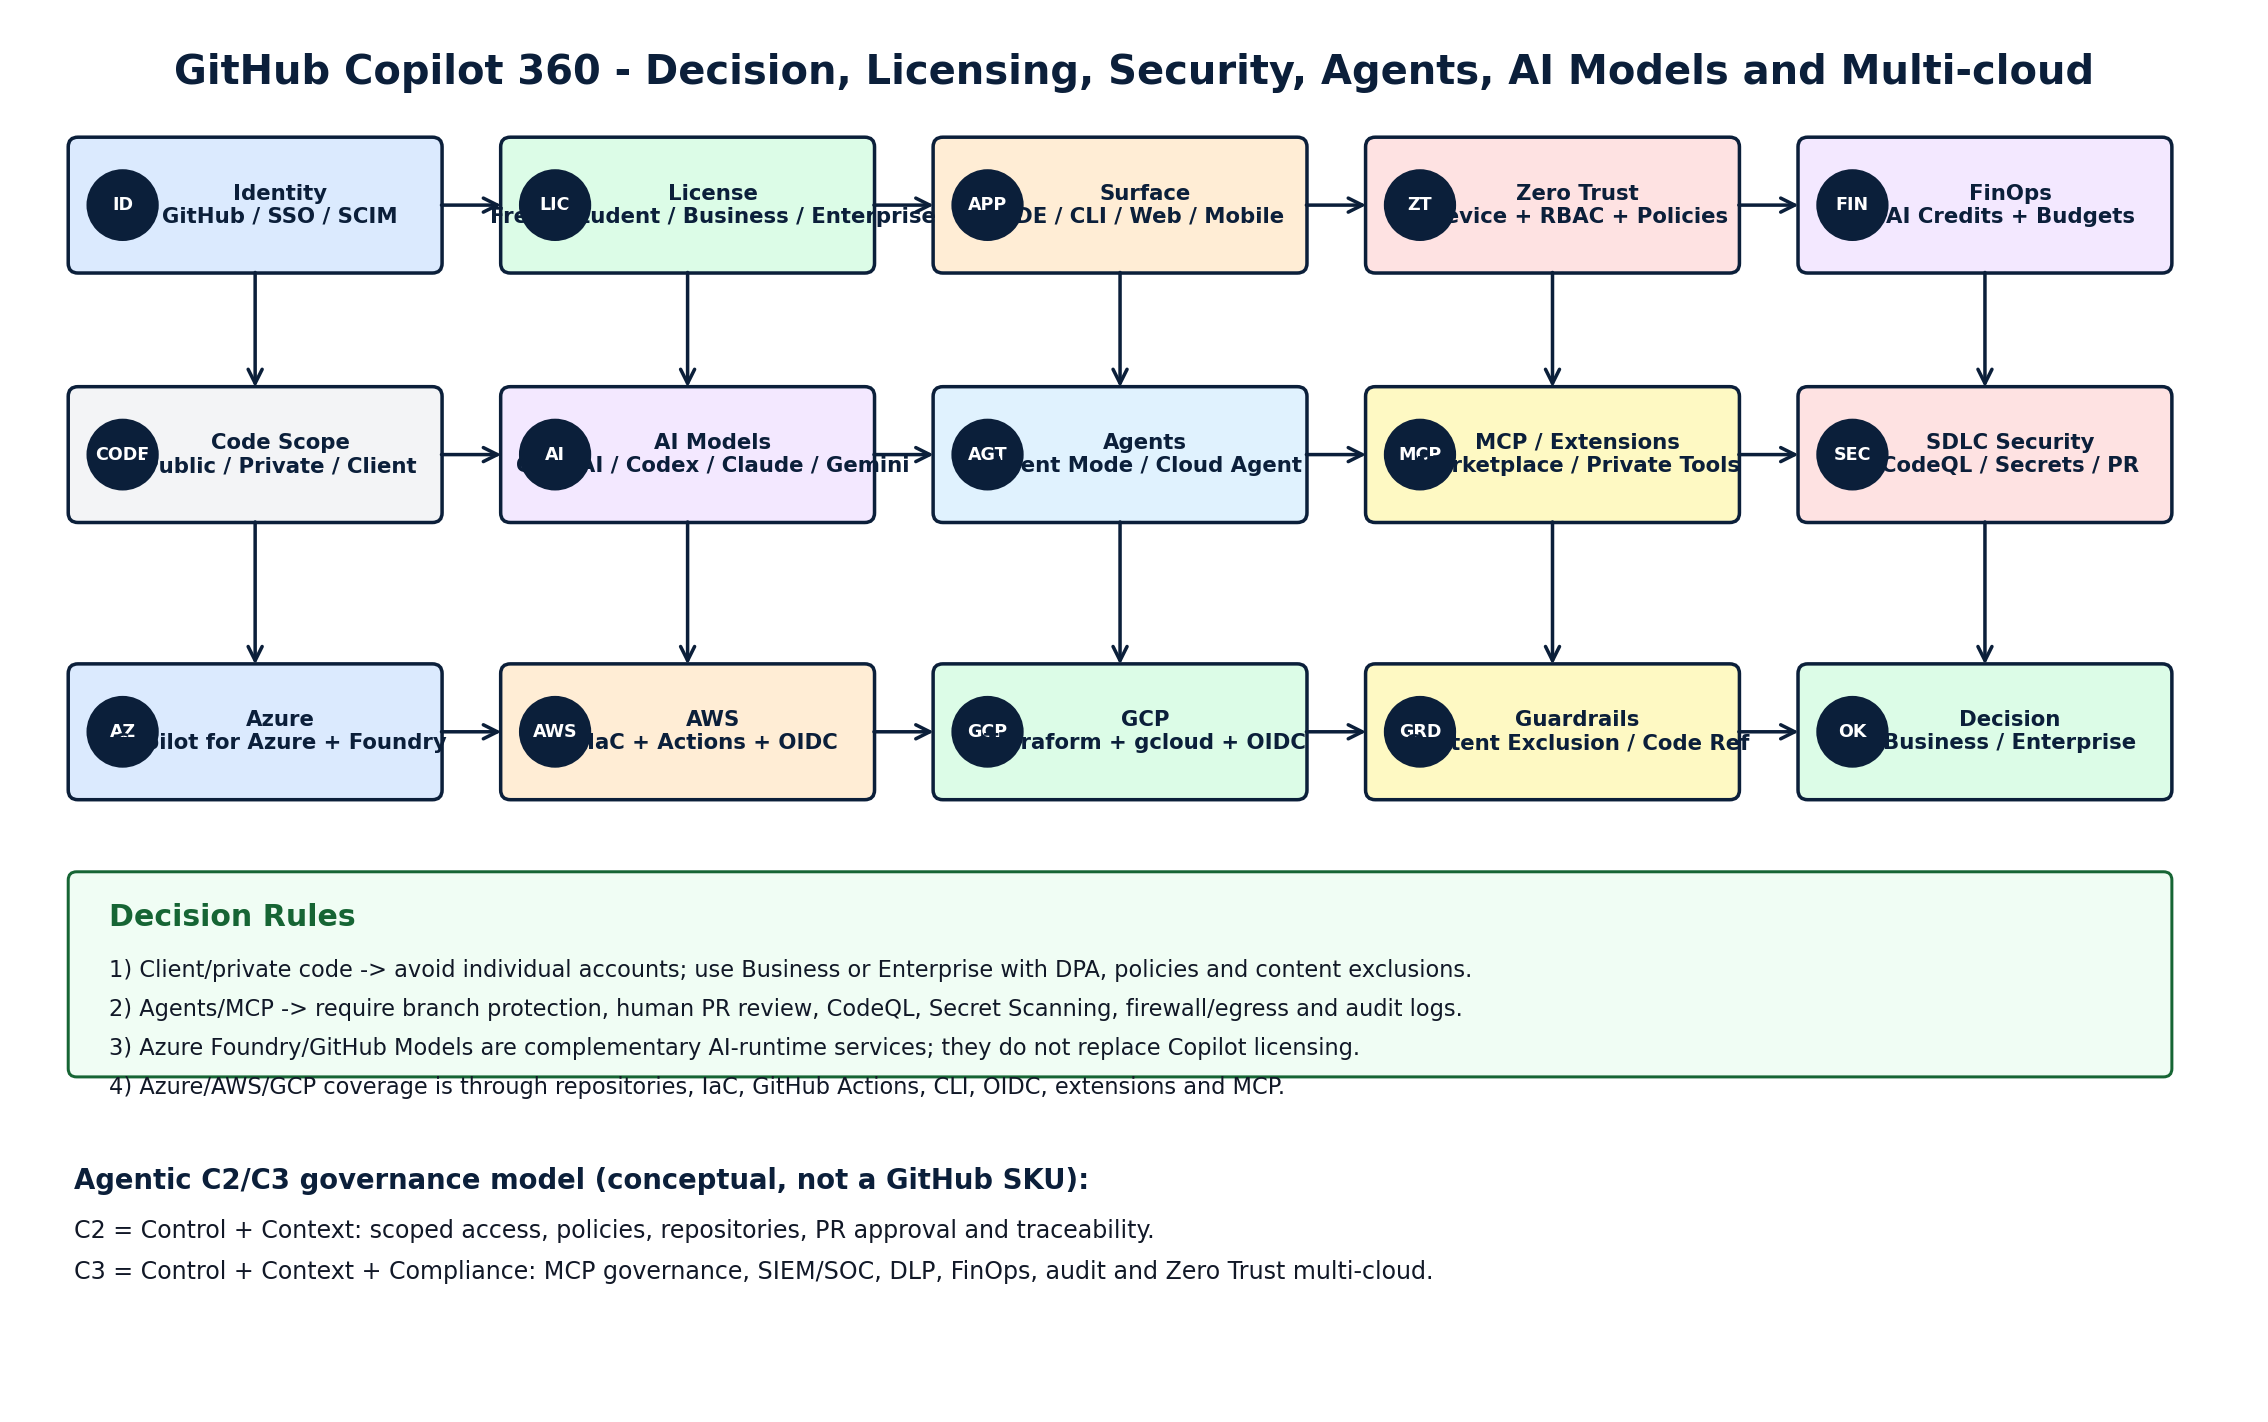 GitHub Copilot 360 - Decision, Licensing, Security, Agents, AI Models and Multi-cloud
ID
Identity
GitHub / SSO / SCIM
LIC
License
/ Business / Enterprise
APP
Surface
/ CLI / Web / Mobile
ZT
Zero Trust
+ RBAC + Policies
FIN
FinOps
AI Credits + Budgets
CODE
Code Scope
/ Private / Client
AI
AI Models
/ Codex / Claude / Gemini
AGT
Agents
Mode / Cloud Agent
MCP
MCP / Extensions
/ Private Tools
SEC
SDLC Security
CodeQL / Secrets / PR
AZ
Azure
for Azure + Foundry
AWS
AWS
IaC + Actions + OIDC
GCP
GCP
+ gcloud + OIDC
GRD
Guardrails
Exclusion / Code Ref
OK
Decision
Business / Enterprise
Decision Rules
1) Client/private code -> avoid individual accounts; use Business or Enterprise with DPA, policies and content exclusions.
2) Agents/MCP -> require branch protection, human PR review, CodeQL, Secret Scanning, firewall/egress and audit logs.
3) Azure Foundry/GitHub Models are complementary AI-runtime services; they do not replace Copilot licensing.
4) Azure/AWS/GCP coverage is through repositories, IaC, GitHub Actions, CLI, OIDC, extensions and MCP.
Agentic C2/C3 governance model (conceptual, not a GitHub SKU):
C2 = Control + Context: scoped access, policies, repositories, PR approval and traceability.
C3 = Control + Context + Compliance: MCP governance, SIEM/SOC, DLP, FinOps, audit and Zero Trust multi-cloud.